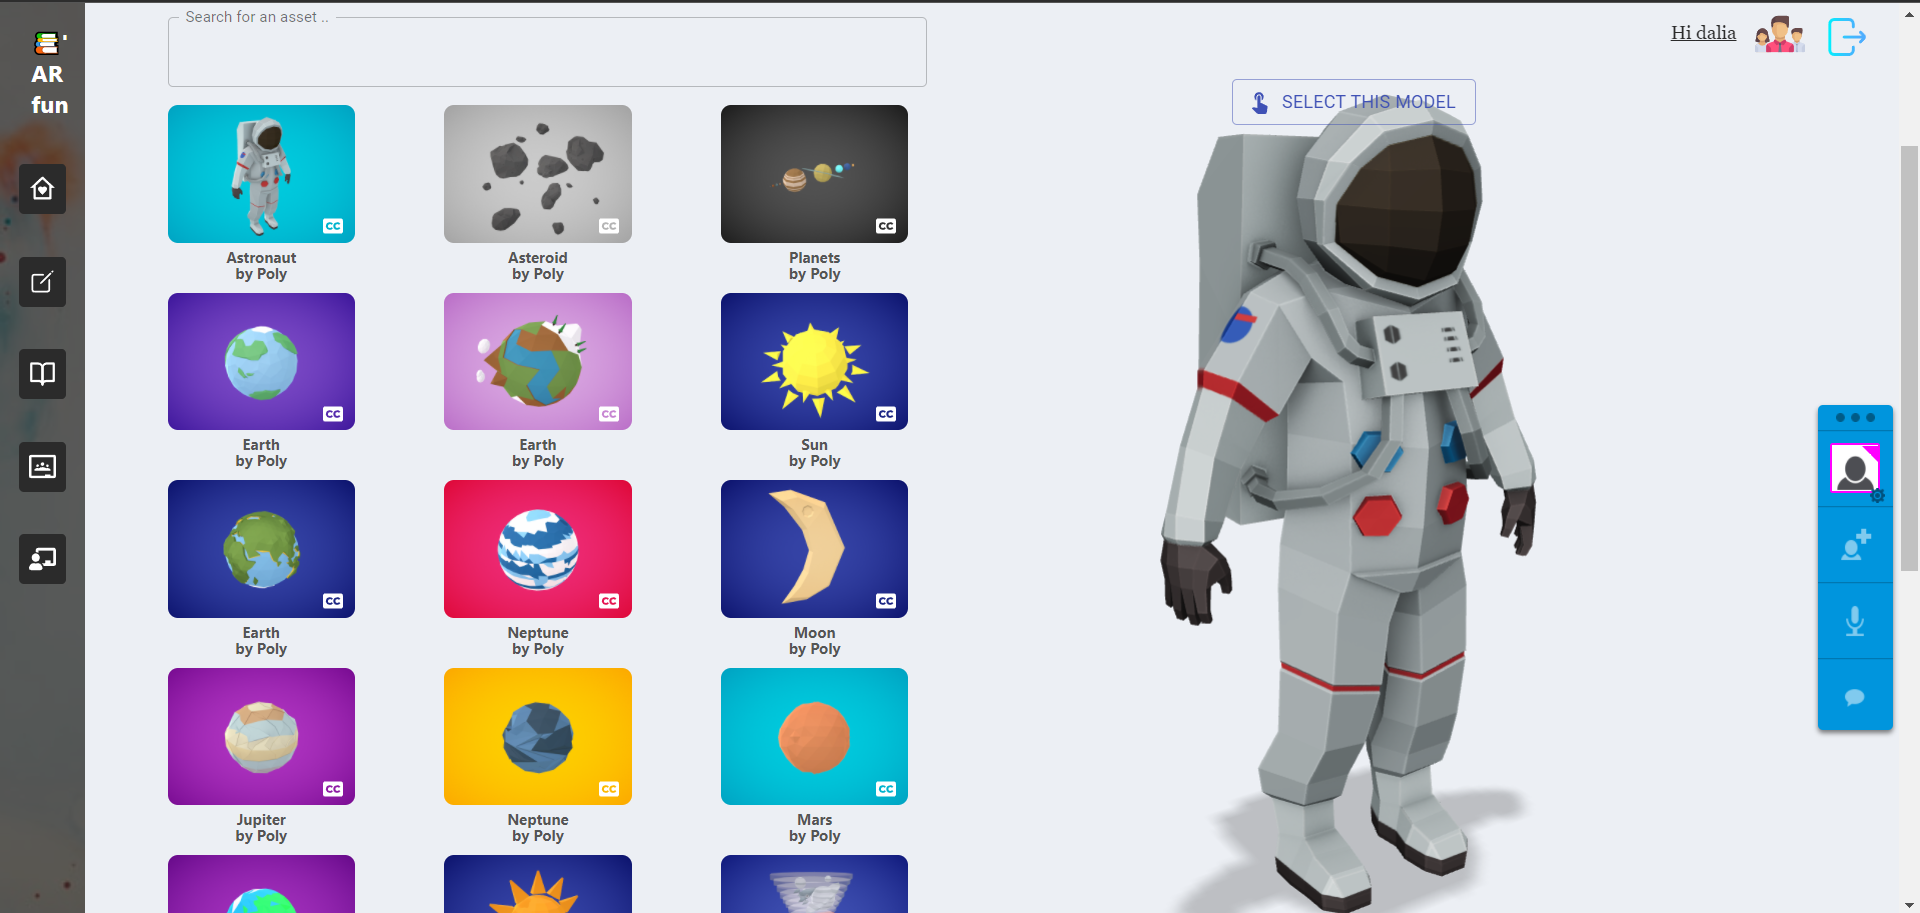 Search for an asset ..
Hi dalia
AR
fun
SELECT THIS MODEL
CC
CC
CC
Astronaut
by Poly
Asteroid
by Poly
Planets
by Poly
CC
CC
CC
Earth
by Poly
Earth
by Poly
Sun
by Poly
CC
CC
CC
Earth
by Poly
Neptune
by Poly
Moon
by Poly
CC
CC
CC
Jupiter
by Poly
Neptune
by Poly
Mars
by Poly